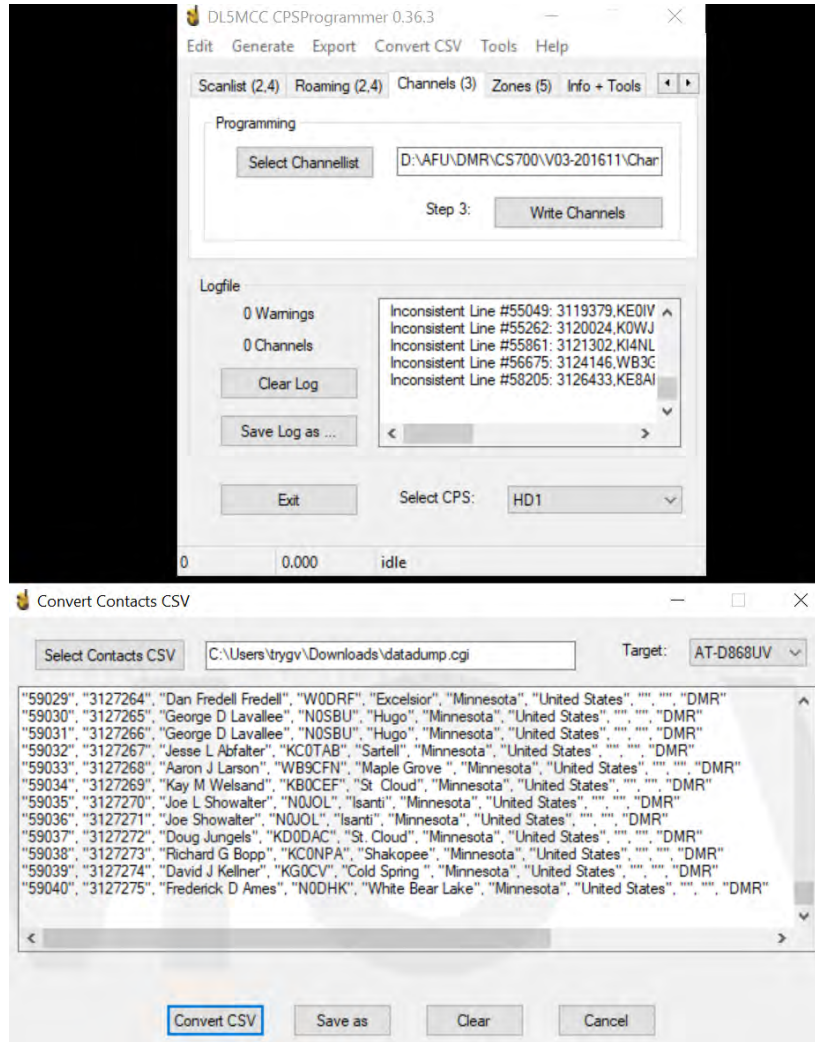 DL5MCC CPSProgrammer 0.36.3
Edit Generate Export Convert CSV Tools Help
Scanlist (2,4) Roaming (2,4) Channels (3) Zones (5) Info + Tools
Programming
Select Channellist D:\AFU\DMR\CS700\V03-201611\Char
Step 3: Write Channels
Logfile
0 Warnings
0 Channels
Clear Log
Save Log as ...
Inconsistent Line #55049: 3119379,KE0IV
Inconsistent Line #55262: 3120024,K0WJ
Inconsistent Line #55861: 3121302,KI4NL
Inconsistent Line #56675: 3124146,WB3G
Inconsistent Line #58205: 3126433,KE8AI
Exit Select CPS: HD1
0 0.000 idle
Convert Contacts CSV
Select Contacts CSV C:\Users\trygv\Downloads\datadump.cgi Target: AT-D868UV
"59029", "3127264", "Dan Fredell Fredell", "W0DRF", "Excelsior", "Minnesota", "United States", "", "", "DMR"
"59030", "3127265", "George D Lavallee", "N0SBU", "Hugo", "Minnesota", "United States", "", "", "DMR"
"59031", "3127266", "George D Lavallee", "N0SBU", "Hugo", "Minnesota", "United States", "", "", "DMR"
"59032", "3127267", "Jesse L Abfalter", "KC0TAB", "Sartell", "Minnesota", "United States", "", "", "DMR"
"59033", "3127268", "Aaron J Larson", "WB9CFN", "Maple Grove ", "Minnesota", "United States", "", "", "DMR"
"59034", "3127269", "Kay M Welsand", "KB0CEF", "St Cloud", "Minnesota", "United States", "", "", "DMR"
"59035", "3127270", "Joe L Showalter", "N0JOL", "Isanti", "Minnesota", "United States", "", "", "DMR"
"59036", "3127271", "Joe Showalter", "N0JOL", "Isanti", "Minnesota", "United States", "", "", "DMR"
"59037", "3127272", "Doug Jungels", "KD0DAC", "St. Cloud", "Minnesota", "United States", "", "", "DMR"
"59038", "3127273", "Richard G Bopp", "KC0NPA", "Shakopee", "Minnesota", "United States", "", "", "DMR"
"59039", "3127274", "David J Kellner", "KG0CV", "Cold Spring ", "Minnesota", "United States", "", "", "DMR"
"59040", "3127275", "Frederick D Ames", "N0DHK", "White Bear Lake", "Minnesota", "United States", "", "", "DMR"
Convert CSV Save as Clear Cancel